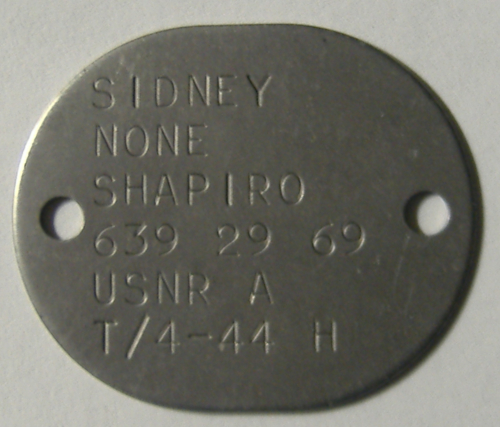 SIDNEY
NONE
SHAPIRO
639 29 69
USNR A
T/4-44 H